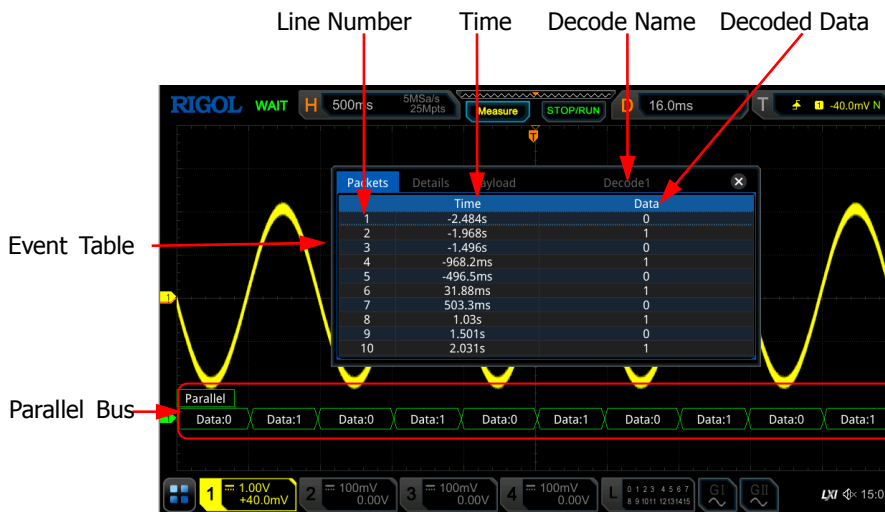 Line Number Time Decode Name Decoded Data
RIGOL WAIT H 500ms 5MSa/s 25Mpts Measure STOP/RUN D 16.0ms T 1 -40.0mV N
T
Packets Details Payload Decode1
Time Data
1 -2.484s 0
2 -1.968s 1
3 -1.496s 0
4 -968.2ms 1
5 -496.5ms 0
6 31.88ms 1
7 503.3ms 0
8 1.03s 1
9 1.501s 0
10 2.031s 1
Event Table
1
Parallel
Parallel Bus
Data:0 Data:1 Data:0 Data:1 Data:0 Data:1 Data:0 Data:1 Data:0 Data:1
1 1.00V +40.0mV 2 100mV 0.00V 3 100mV 0.00V 4 100mV 0.00V L 0 1 2 3 4 5 6 7 8 9 1011 12131415 GI GII LXI 15:0